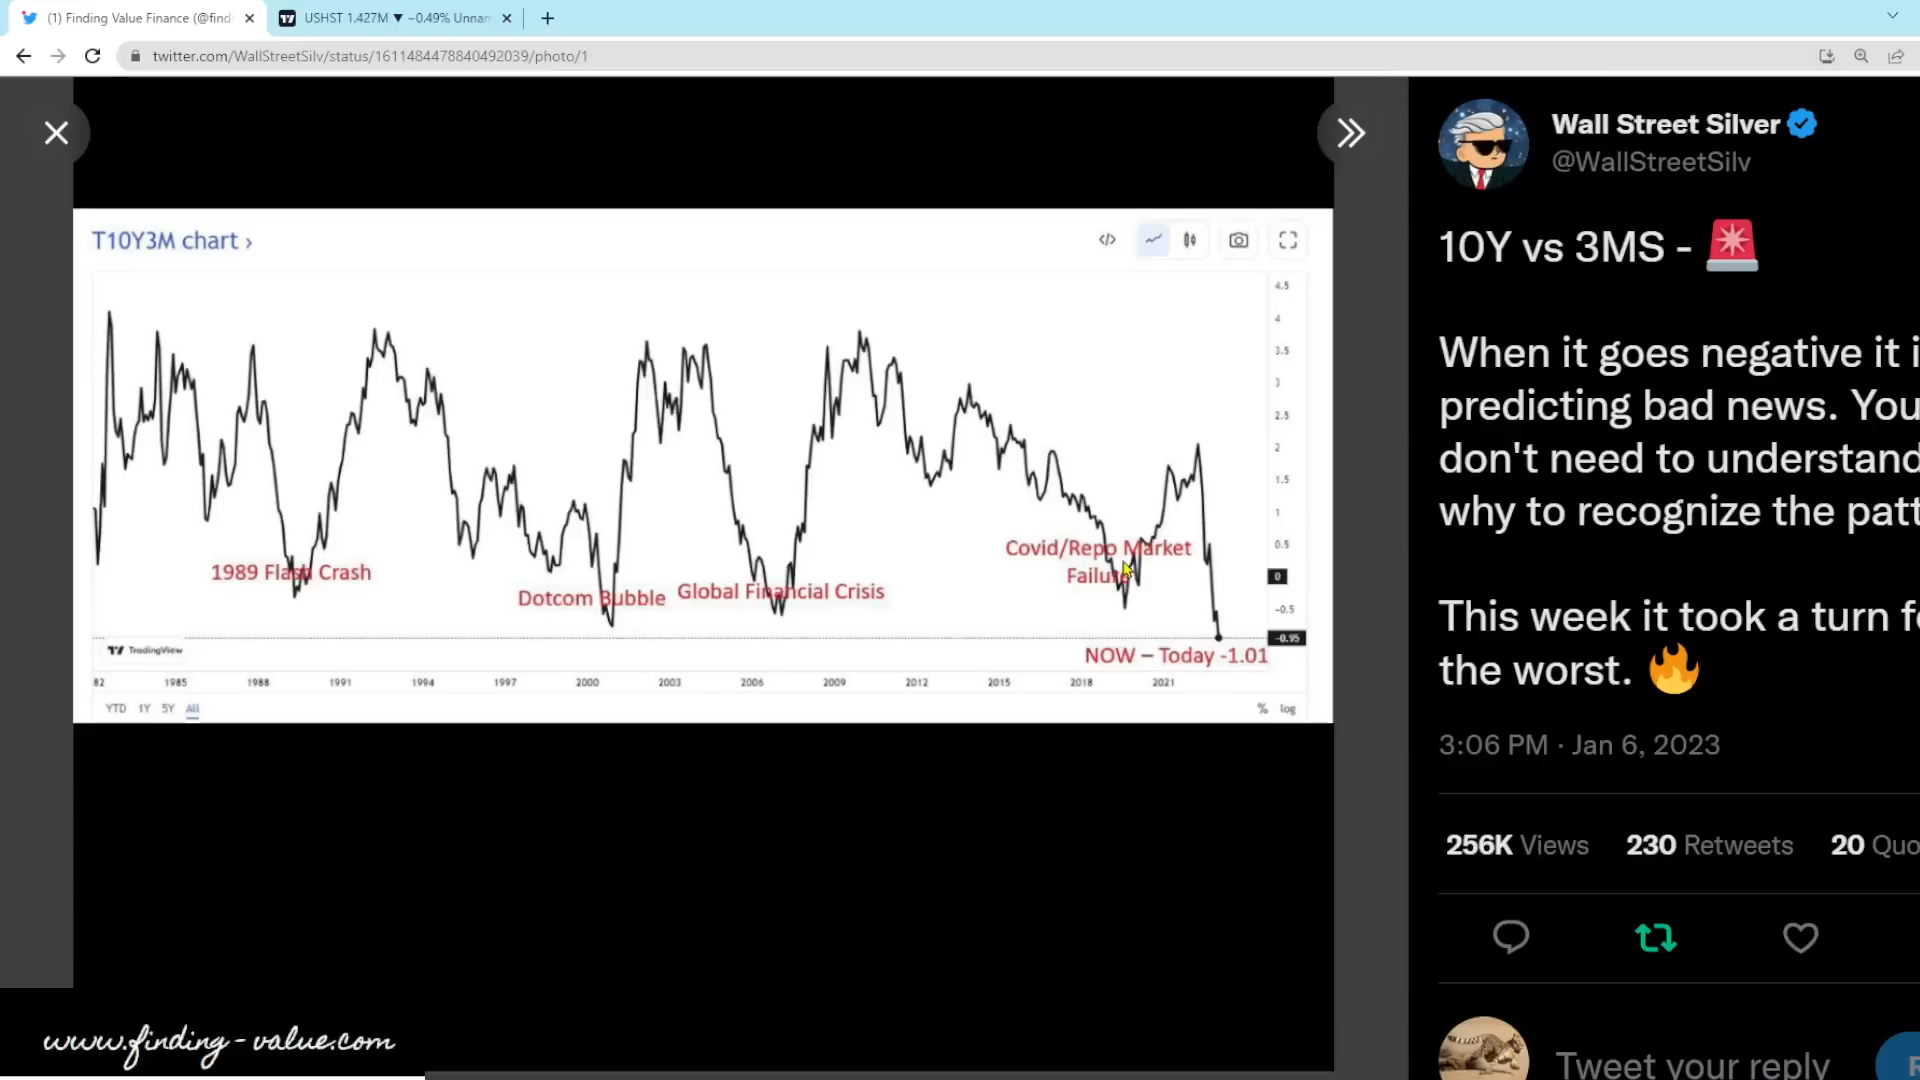 (1) Finding Value Finance (@find
USHST 1.427M ▼ −0.49% Unnan
twitter.com/WallStreetSilv/status/1611484478840492039/photo/1
T10Y3M chart ›
4.5
4
3.5
3
2.5
2
1.5
1
0.5
0
-0.5
-0.95
1989 Flash Crash
Dotcom Bubble
Global Financial Crisis
Covid/Repo Market
Failure
NOW – Today -1.01
TradingView
82 1985 1988 1991 1994 1997 2000 2003 2006 2009 2012 2015 2018 2021
YTD 1Y 5Y All
% log
Wall Street Silver
@WallStreetSilv
10Y vs 3MS -
When it goes negative it i
predicting bad news. You
don't need to understand
why to recognize the patt
This week it took a turn fo
the worst.
3:06 PM · Jan 6, 2023
256K Views 230 Retweets 20 Quo
Tweet your reply
R
www.finding-value.com